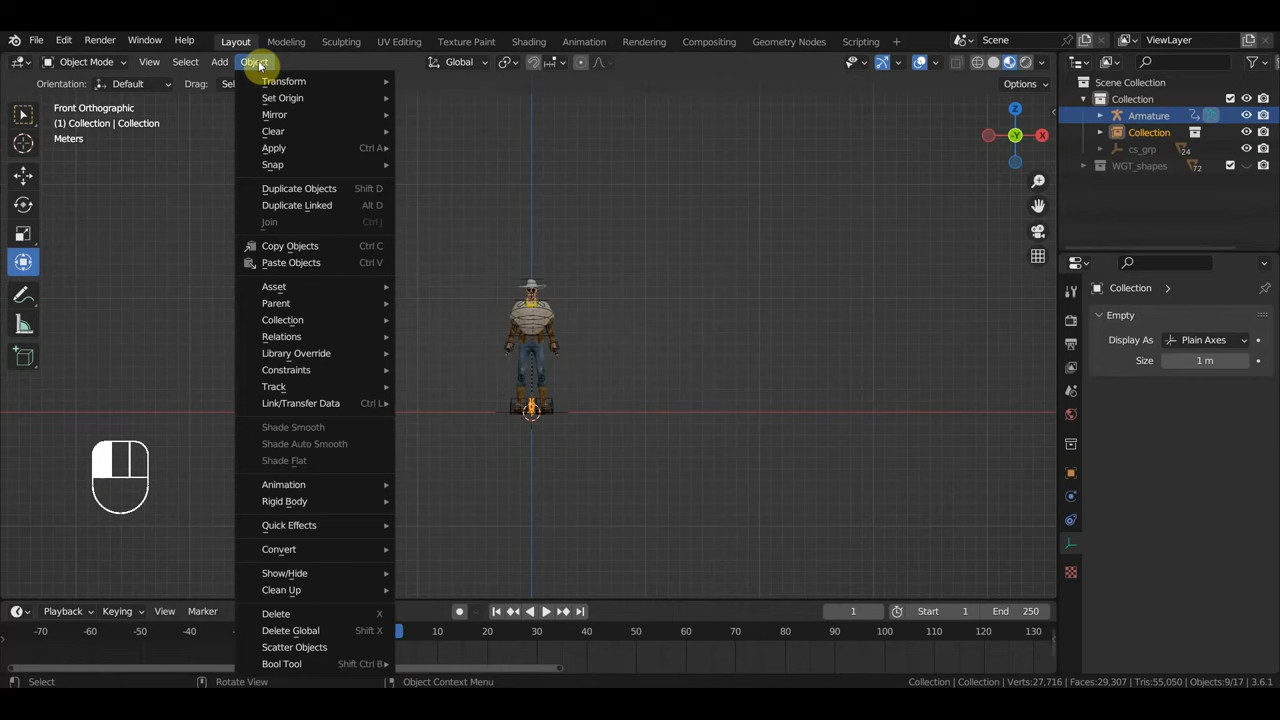 File Edit Render Window Help Layout Modeling Sculpting UV Editing Texture Paint Shading Animation Rendering Compositing Geometry Nodes Scripting Scene ViewLayer
Object Mode View Select Add Object Global
Orientation: Default Drag: Sel Options
Front Orthographic
(1) Collection | Collection
Meters
Transform
Set Origin
Mirror
Clear
Apply Ctrl A
Snap
Duplicate Objects Shift D
Duplicate Linked Alt D
Join Ctrl J
Copy Objects Ctrl C
Paste Objects Ctrl V
Asset
Parent
Collection
Relations
Library Override
Constraints
Track
Link/Transfer Data Ctrl L
Shade Smooth
Shade Auto Smooth
Shade Flat
Animation
Rigid Body
Quick Effects
Convert
Show/Hide
Clean Up
Delete X
Delete Global Shift X
Scatter Objects
Bool Tool Shift Ctrl B
Z
-Y X
Scene Collection
Collection
Armature
Collection
cs_grp 24
WGT_shapes 72
Collection
Empty
Display As Plain Axes
Size 1 m
Playback Keying View Marker 1 Start 1 End 250
-70 -60 -50 -40 10 20 30 40 50 60 70 80 90 100 110 120 130
Select Rotate View Object Context Menu Collection | Collection | Verts:27,716 | Faces:29,307 | Tris:55,050 | Objects:9/17 | 3.6.1